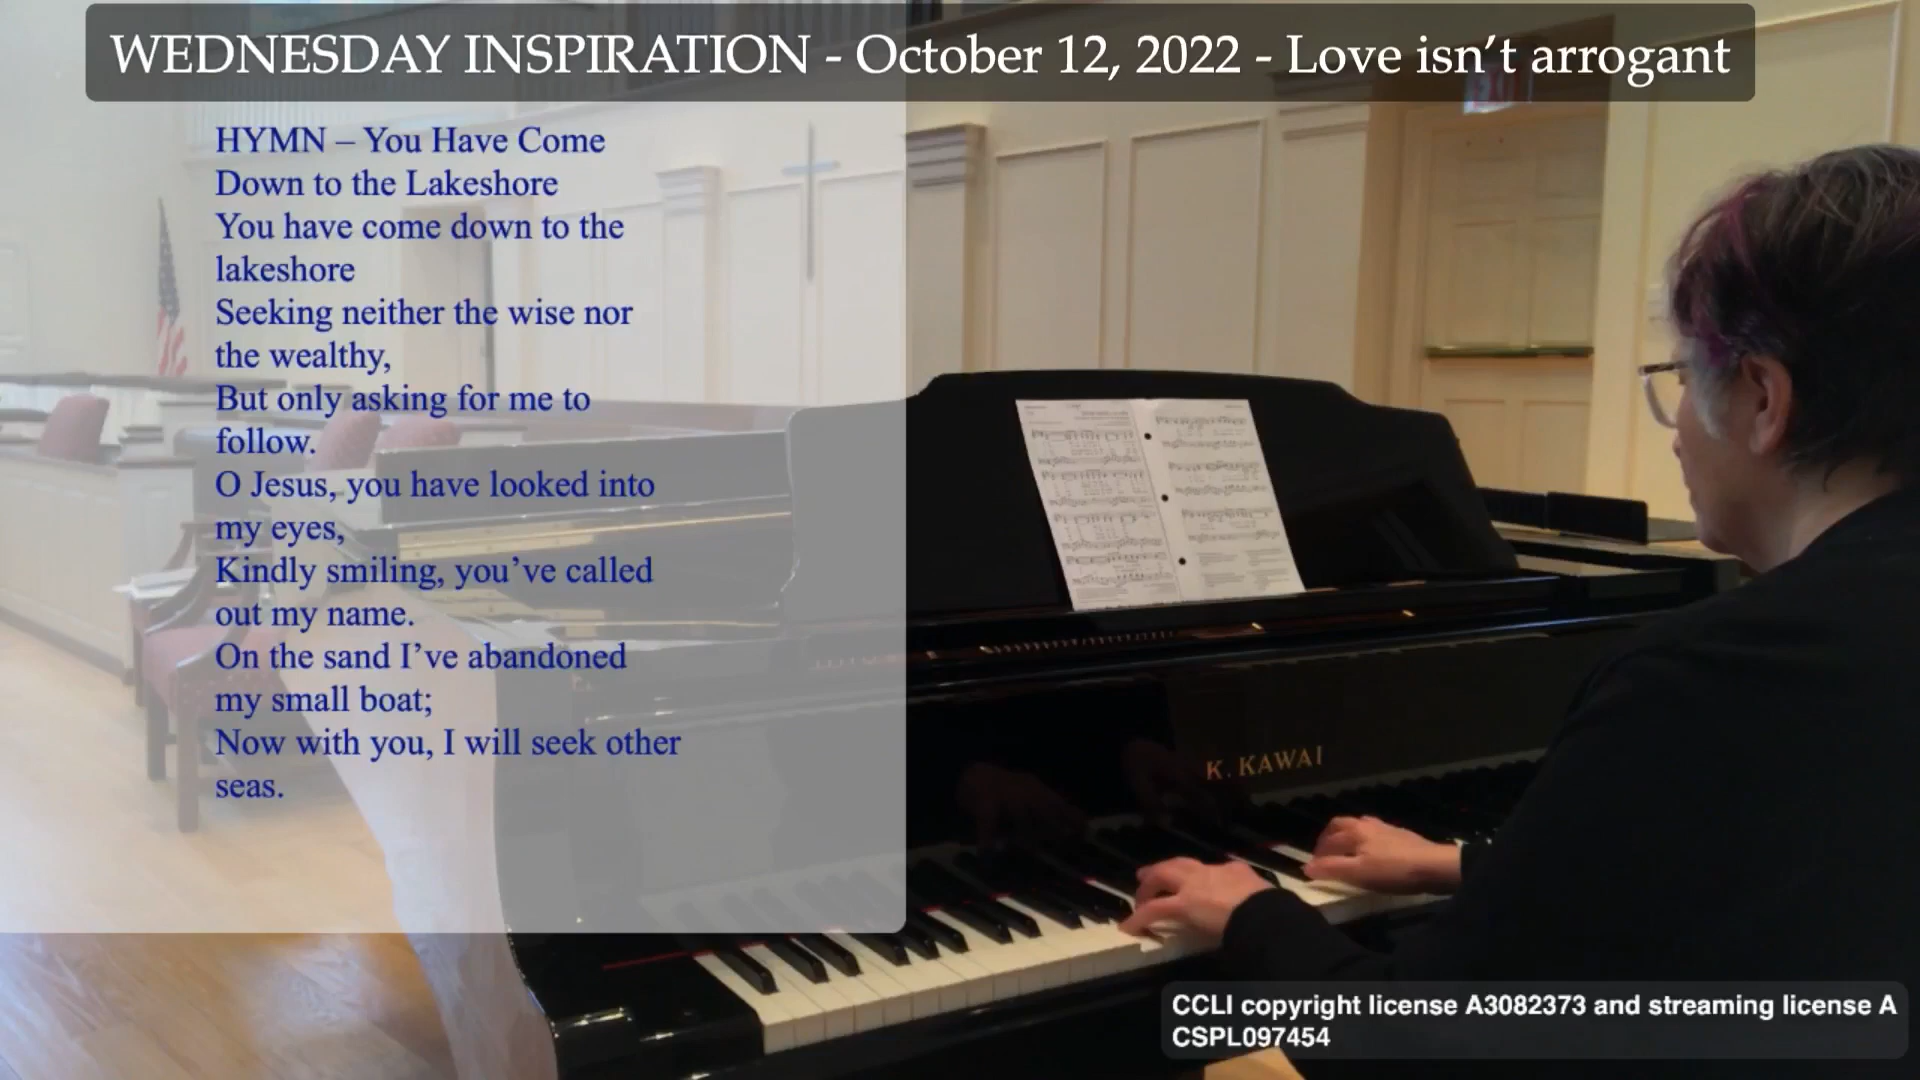 WEDNESDAY INSPIRATION - October 12, 2022 - Love isn’t arrogant
HYMN – You Have Come
Down to the Lakeshore
You have come down to the
lakeshore
Seeking neither the wise nor
the wealthy,
But only asking for me to
follow.
O Jesus, you have looked into
my eyes,
Kindly smiling, you’ve called
out my name.
On the sand I’ve abandoned
my small boat;
Now with you, I will seek other
seas.
EXIT
K. KAWAI
CCLI copyright license A3082373 and streaming license A
CSPL097454